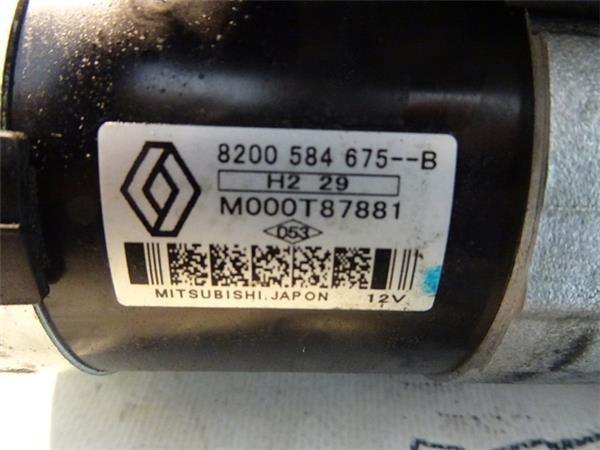 8200 584 675--B
H2 29
M000T87881
D53
MITSUBISHI.JAPON 12V